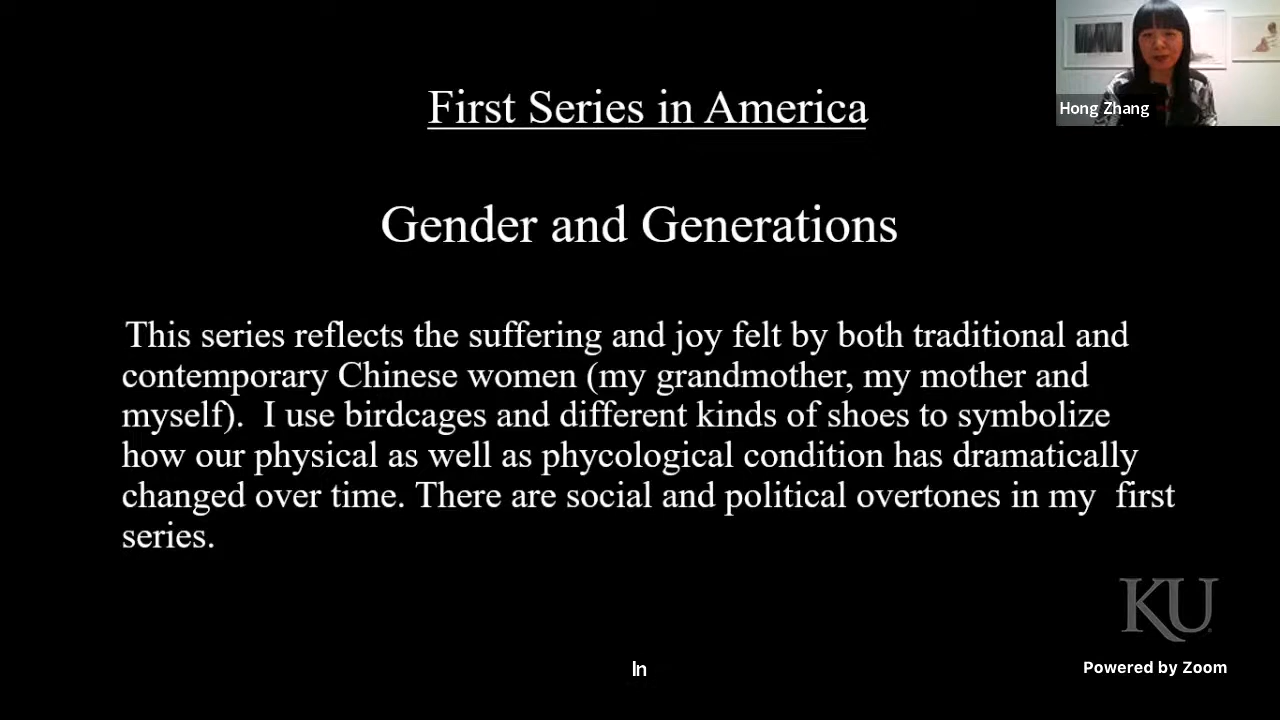 First Series in America
Hong Zhang
Gender and Generations
This series reflects the suffering and joy felt by both traditional and
contemporary Chinese women (my grandmother, my mother and
myself).  I use birdcages and different kinds of shoes to symbolize
how our physical as well as phycological condition has dramatically
changed over time. There are social and political overtones in my  first
series.
KU
In
Powered by Zoom